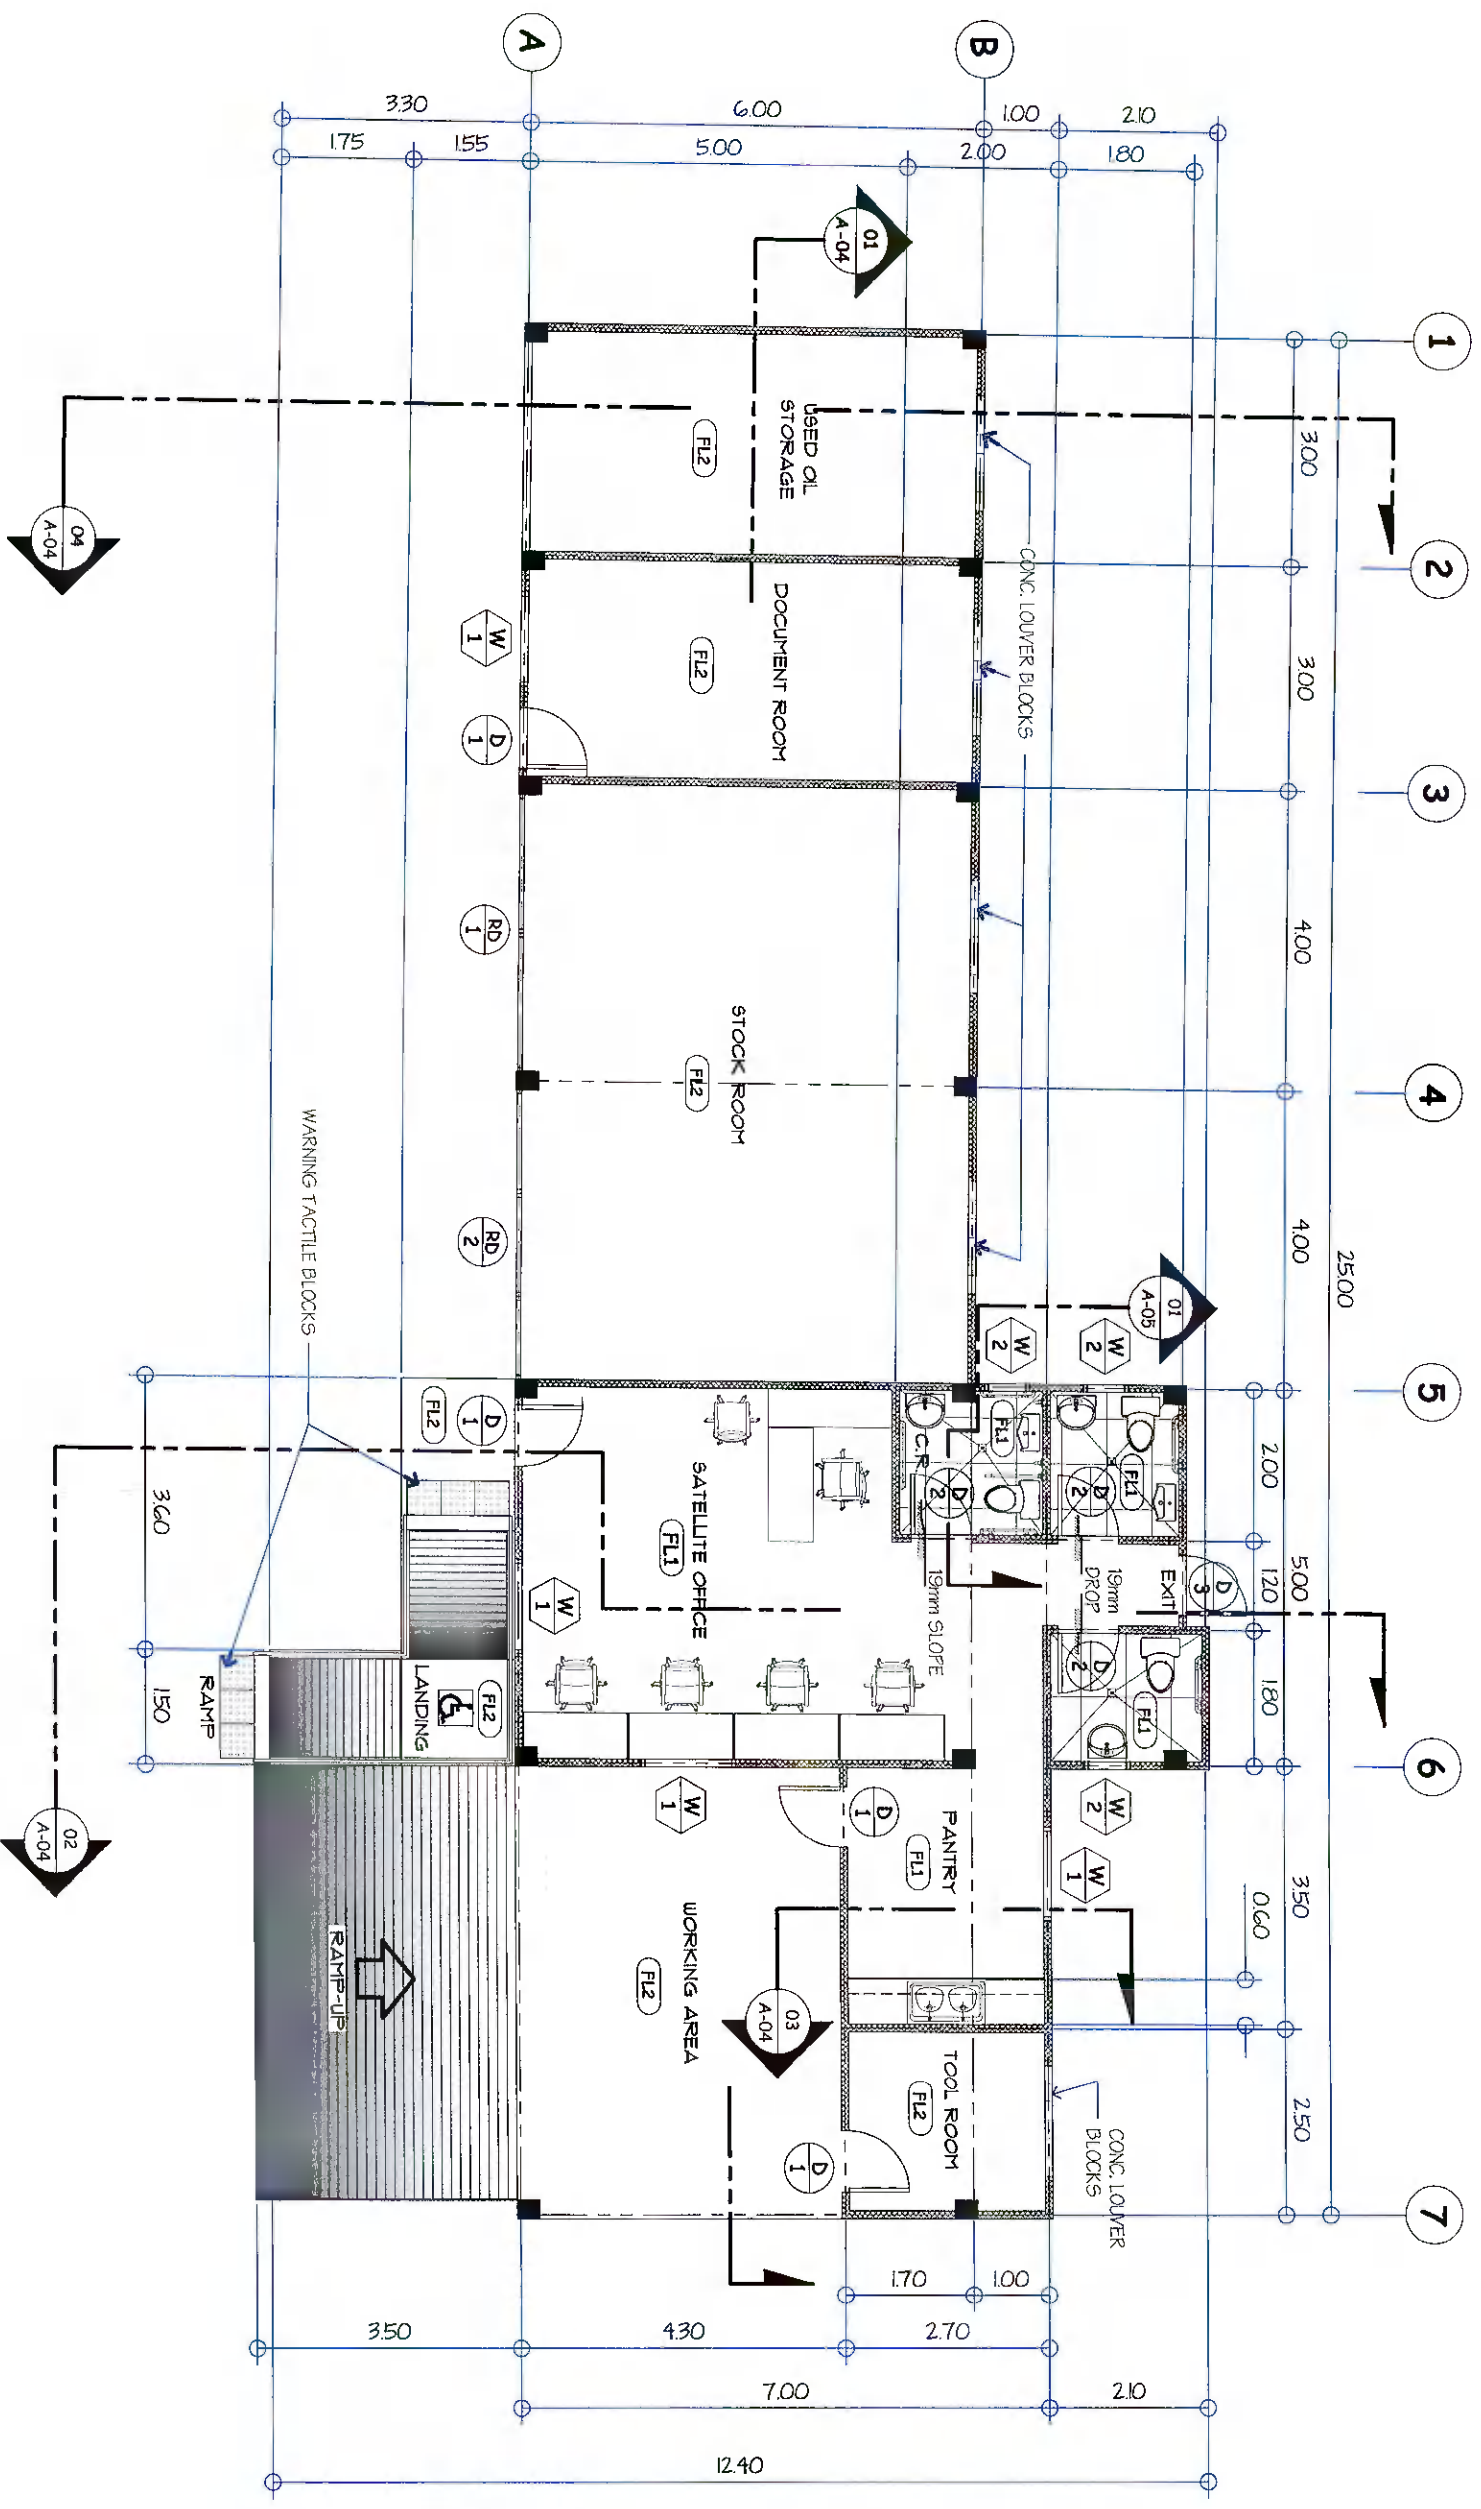 A
B
3.30
6.00
1.00
2.10
1.75
1.55
5.00
2.00
1.80
1
2
3
4
5
6
7
25.00
3.00
3.00
4.00
4.00
5.00
3.50
2.50
2.00
1.20
1.80
0.60
01
A-04
04
A-04
USED OIL
STORAGE
FL2
DOCUMENT ROOM
FL2
CONC. LOUVER BLOCKS
W
1
D
1
RD
1
STOCK ROOM
FL2
RD
2
WARNING TACTILE BLOCKS
01
A-05
W
2
W
2
FL2
D
1
SATELLITE OFFICE
FL1
C.R.
FL1
D
2
FL1
D
2
19mm SLOPE
19mm
DROP
EXIT
D
3
D
2
FL1
W
1
3.60
1.50
RAMP
LANDING
FL2
02
A-04
RAMP-UP
W
1
D
1
PANTRY
FL1
W
2
W
1
WORKING AREA
FL2
03
A-04
TOOL ROOM
FL2
D
1
CONC. LOUVER
BLOCKS
1.70
1.00
3.50
4.30
2.70
7.00
2.10
12.40